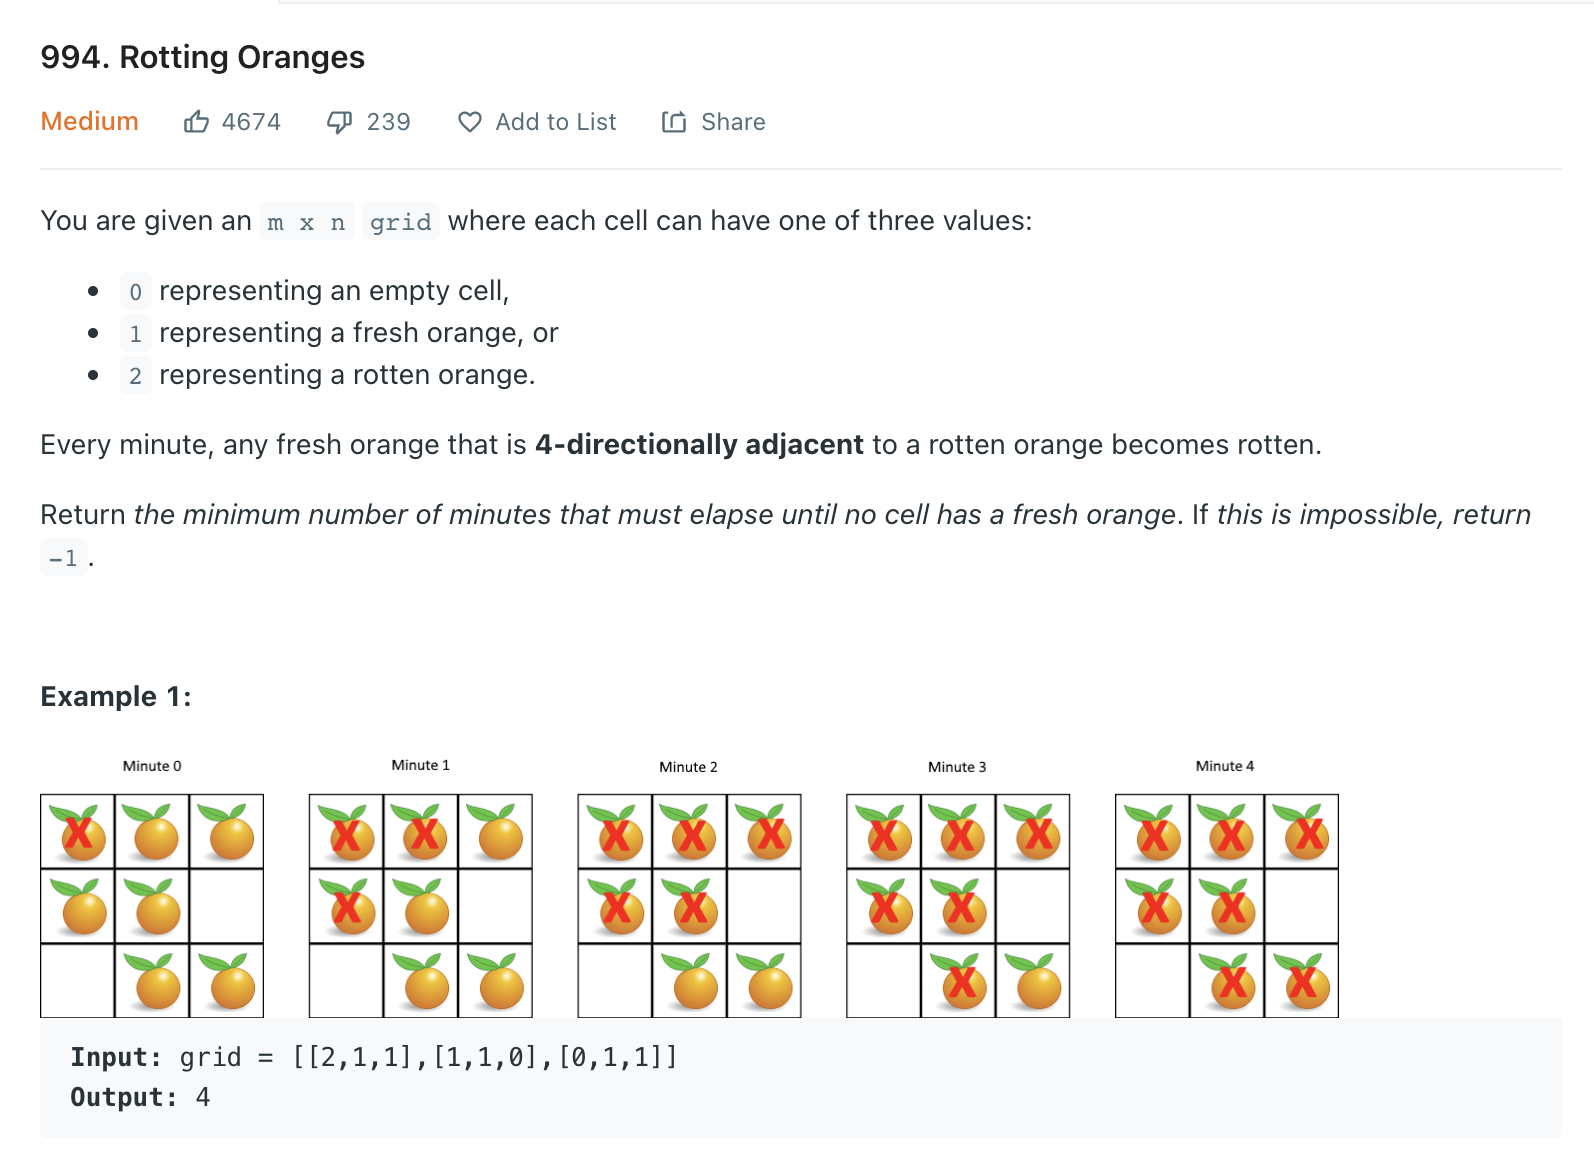 994. Rotting Oranges
Medium 4674 239 Add to List Share
You are given an m x n grid where each cell can have one of three values:
• 0 representing an empty cell,
• 1 representing a fresh orange, or
• 2 representing a rotten orange.
Every minute, any fresh orange that is 4-directionally adjacent to a rotten orange becomes rotten.
Return the minimum number of minutes that must elapse until no cell has a fresh orange. If this is impossible, return
-1.
Example 1:
Minute 0 Minute 1 Minute 2 Minute 3 Minute 4
X X X X X X X X X X X X
X X X X X X X
X X X
Input: grid = [[2,1,1],[1,1,0],[0,1,1]]
Output: 4